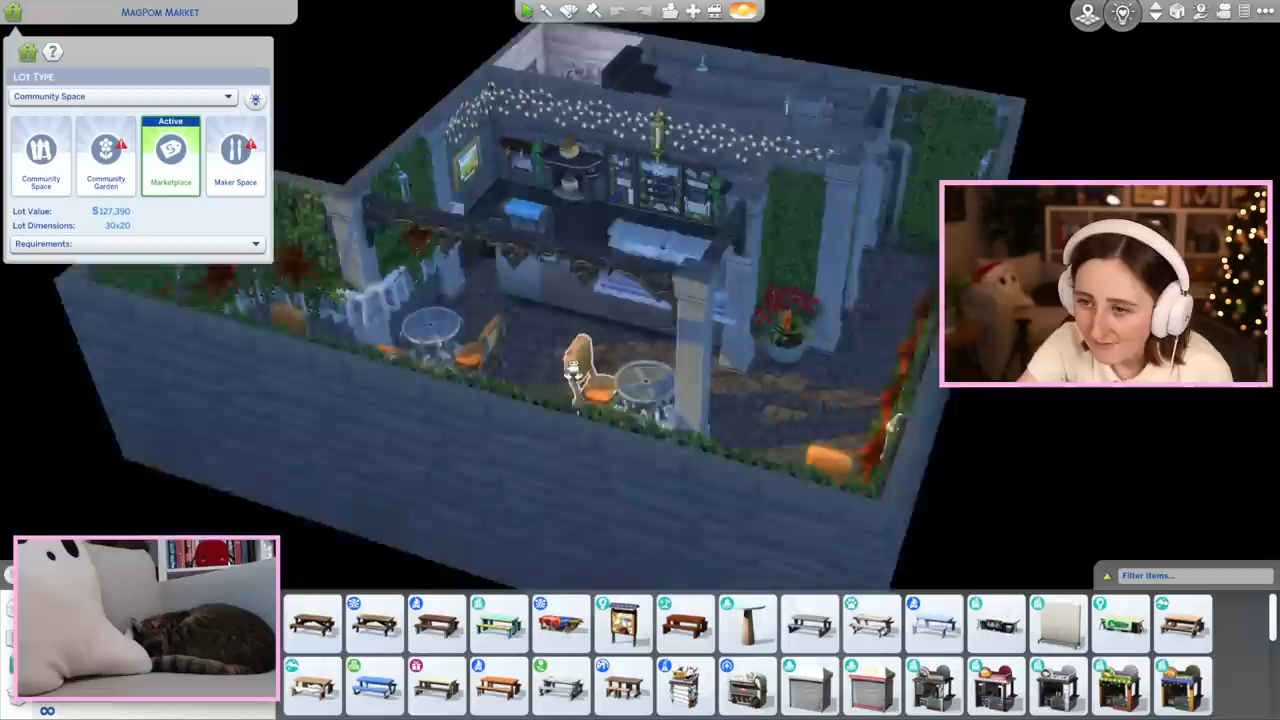 MagPom Market
Lot Type
Community Space
Active
Community Space
Community Garden
Marketplace
Maker Space
Lot Value: §127,390
Lot Dimensions: 30x20
Requirements:
Filter Items...